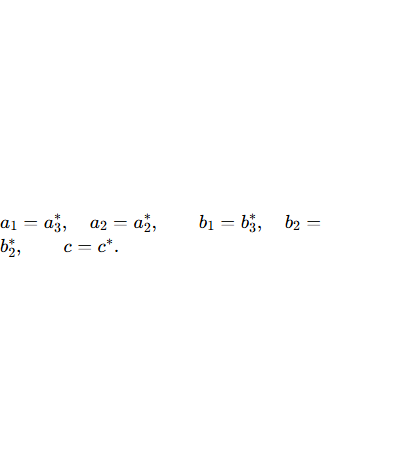 a₁ = a₃*,  a₂ = a₂*,  b₁ = b₃*,  b₂ =
b₂*,  c = c*.